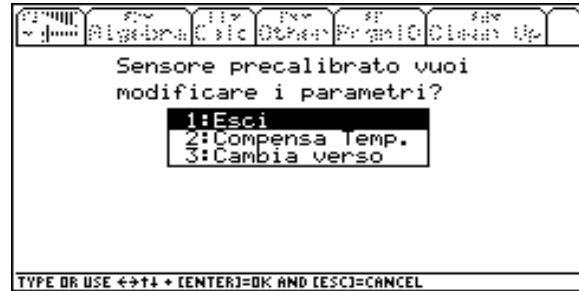 Algebra Calc Other PrgmIO Clean Up
Sensore precalibrato vuoi
modificare i parametri?
1:Esci
2:Compensa Temp.
3:Cambia verso
TYPE OR USE ←→↑↓ + [ENTER]=OK AND [ESC]=CANCEL